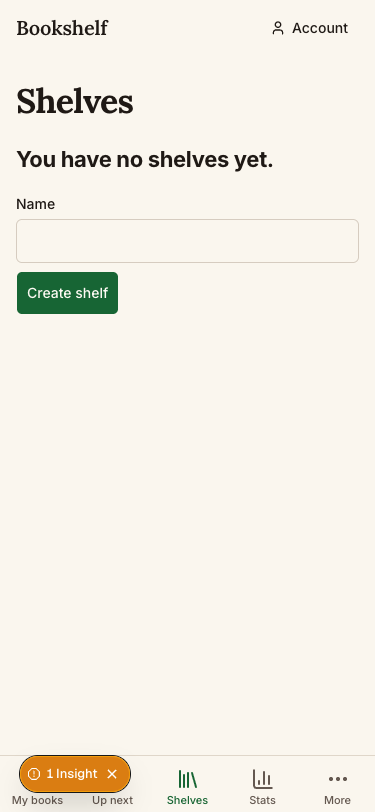 Bookshelf
Account
Shelves
You have no shelves yet.
Name
Create shelf
1 Insight
My books
Up next
Shelves
Stats
More